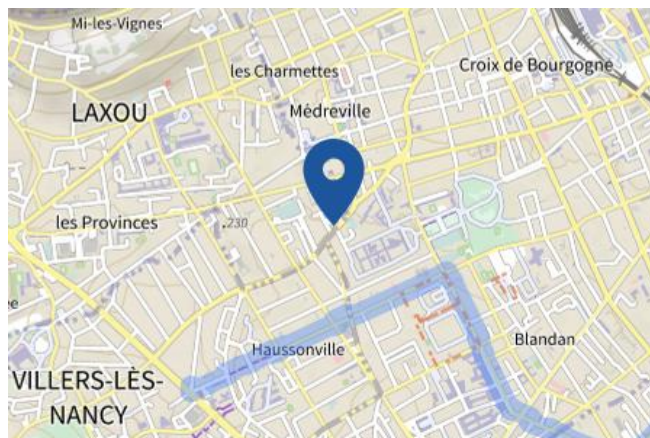 Mi-les-Vignes
les Charmettes
Croix de Bourgogne
LAXOU
Médreville
les Provinces
230
Haussonville
Blandan
VILLERS-LÈS-
NANCY